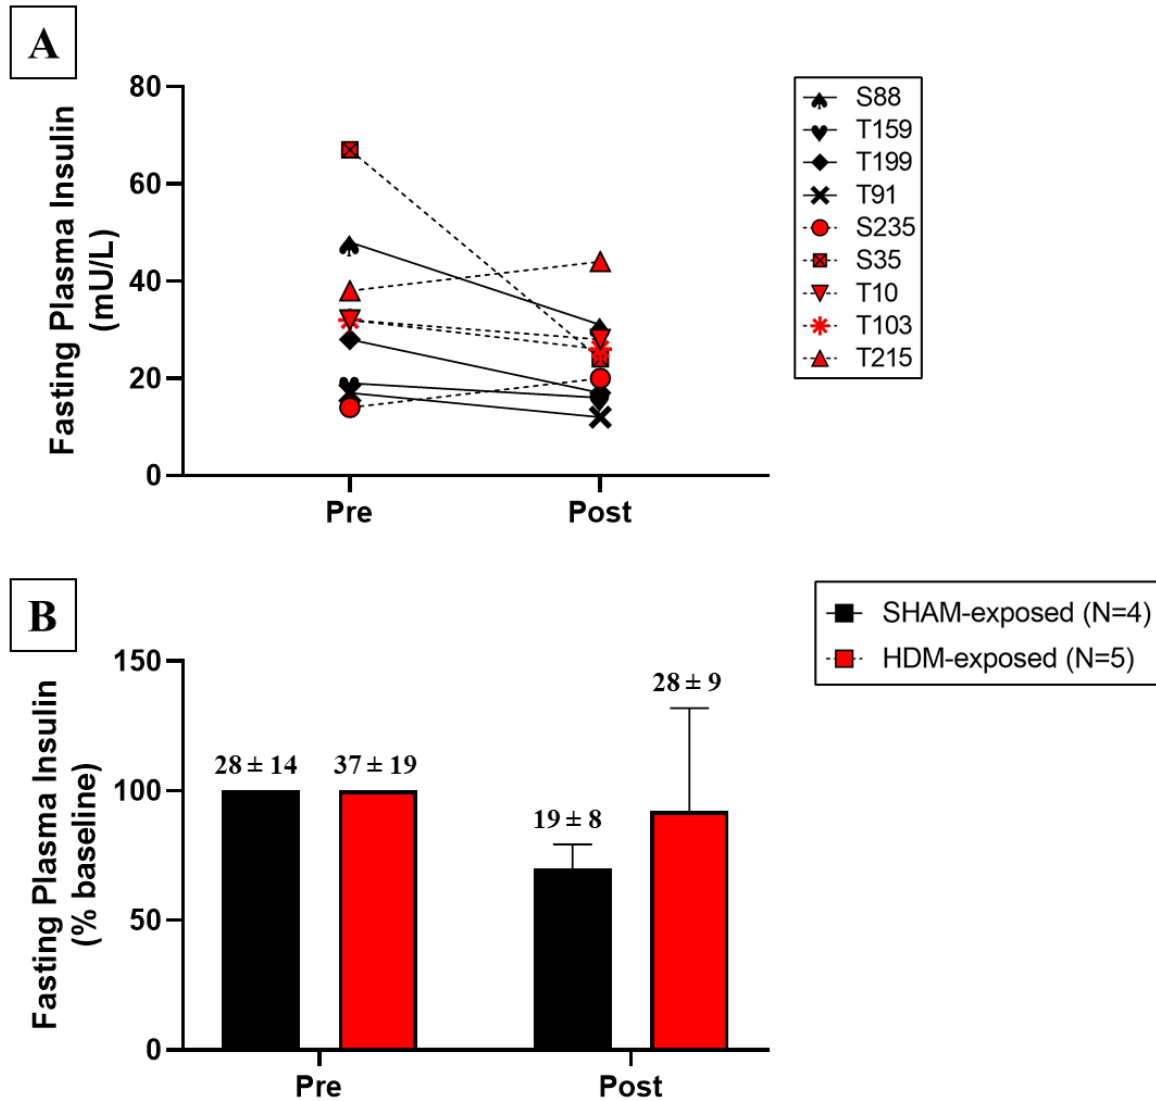 A
Fasting Plasma Insulin
(mU/L)
80
60
40
20
0
Pre Post
S88
T159
T199
T91
S235
S35
T10
T103
T215
B
Fasting Plasma Insulin
(% baseline)
150
100
50
0
28 ± 14 37 ± 19
19 ± 8
28 ± 9
Pre Post
SHAM-exposed (N=4)
HDM-exposed (N=5)